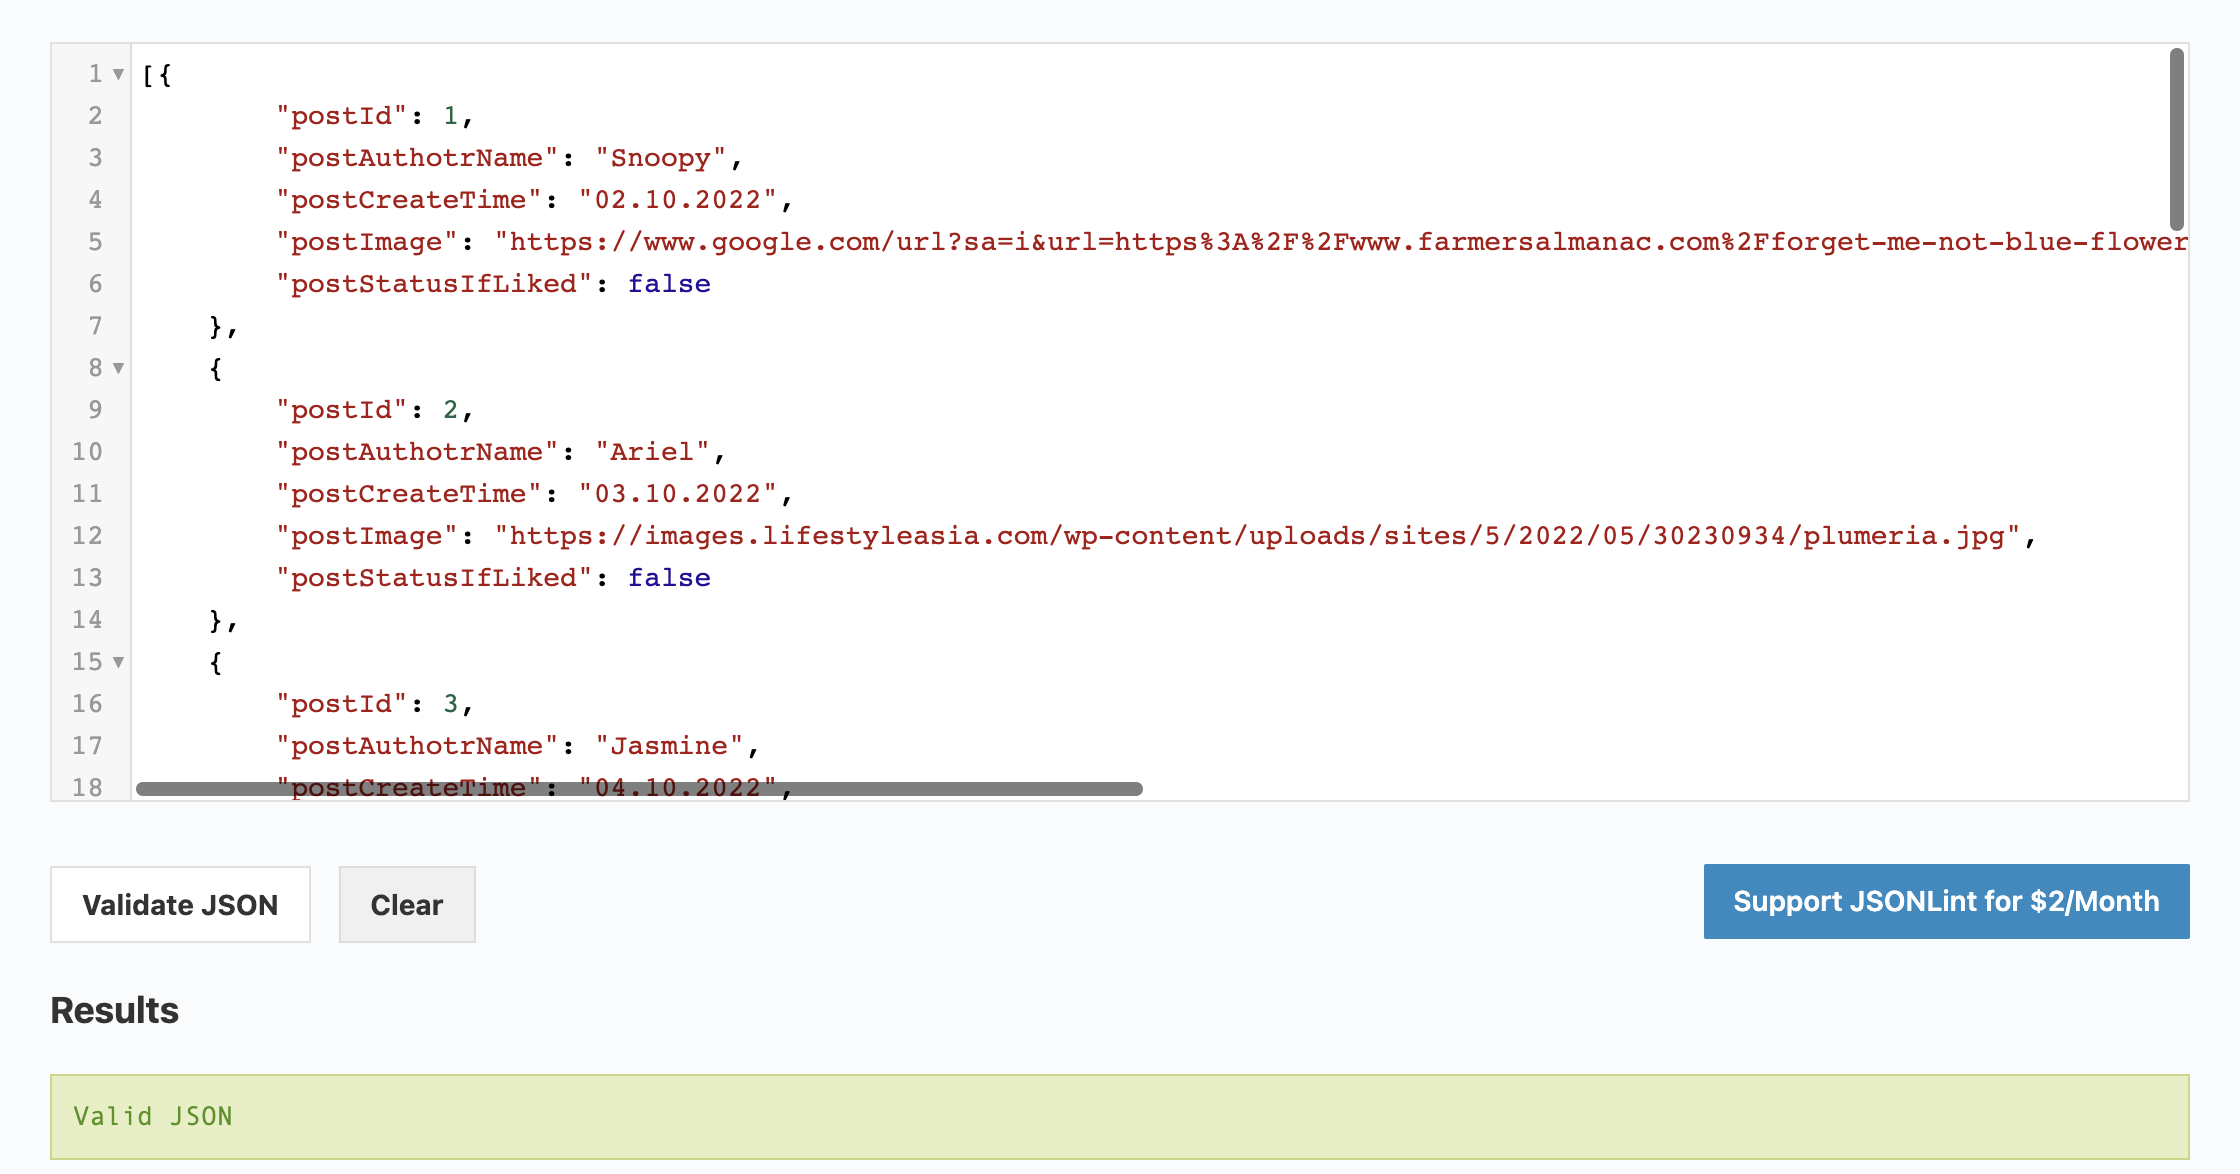 1 [{
2 "postId": 1,
3 "postAuthotrName": "Snoopy",
4 "postCreateTime": "02.10.2022",
5 "postImage": "https://www.google.com/url?sa=i&url=https%3A%2F%2Fwww.farmersalmanac.com%2Fforget-me-not-blue-flower
6 "postStatusIfLiked": false
7 },
8 {
9 "postId": 2,
10 "postAuthotrName": "Ariel",
11 "postCreateTime": "03.10.2022",
12 "postImage": "https://images.lifestyleasia.com/wp-content/uploads/sites/5/2022/05/30230934/plumeria.jpg",
13 "postStatusIfLiked": false
14 },
15 {
16 "postId": 3,
17 "postAuthotrName": "Jasmine",
18 "postCreateTime": "04.10.2022",
Validate JSON Clear Support JSONLint for $2/Month
Results
Valid JSON